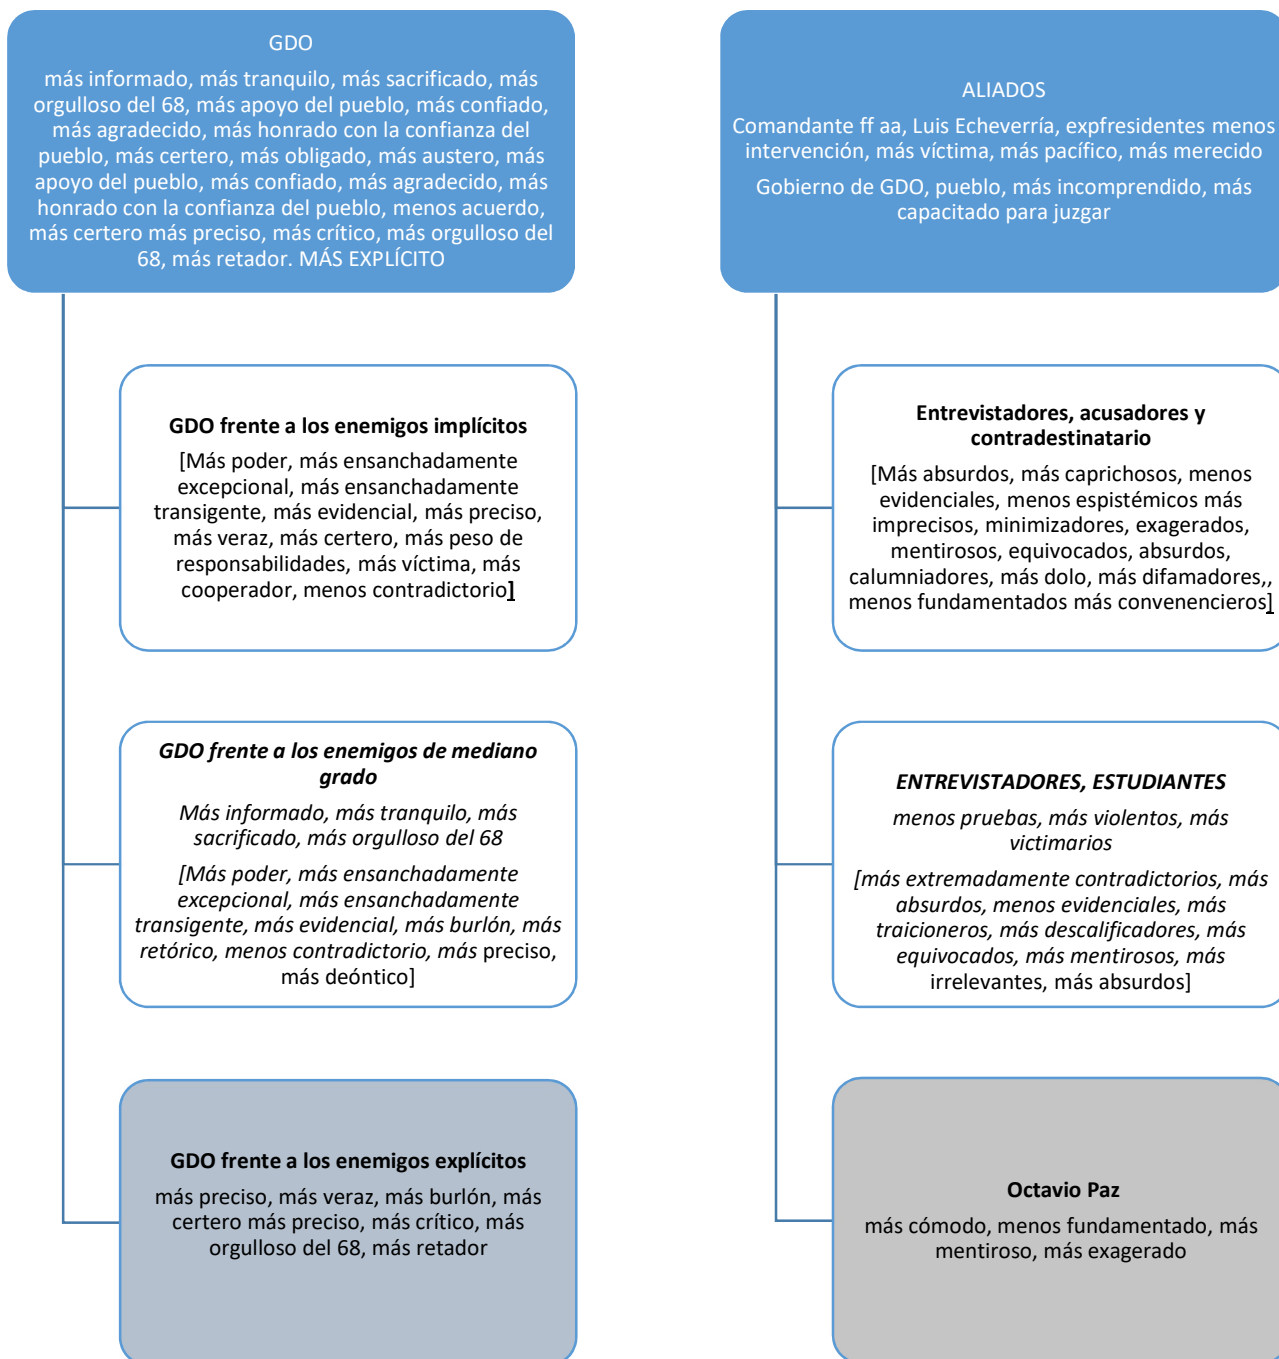 GDO
más informado, más tranquilo, más sacrificado, más
orgulloso del 68, más apoyo del pueblo, más confiado,
más agradecido, más honrado con la confianza del
pueblo, más certero, más obligado, más austero, más
apoyo del pueblo, más confiado, más agradecido, más
honrado con la confianza del pueblo, menos acuerdo,
más certero más preciso, más crítico, más orgulloso del
68, más retador. MÁS EXPLÍCITO
GDO frente a los enemigos implícitos
[Más poder, más ensanchadamente
excepcional, más ensanchadamente
transigente, más evidencial, más preciso,
más veraz, más certero, más peso de
responsabilidades, más víctima, más
cooperador, menos contradictorio]
GDO frente a los enemigos de mediano
grado
Más informado, más tranquilo, más
sacrificado, más orgulloso del 68
[Más poder, más ensanchadamente
excepcional, más ensanchadamente
transigente, más evidencial, más burlón, más
retórico, menos contradictorio, más preciso,
más deóntico]
GDO frente a los enemigos explícitos
más preciso, más veraz, más burlón, más
certero más preciso, más crítico, más
orgulloso del 68, más retador
ALIADOS
Comandante ff aa, Luis Echeverría, expfresidentes menos
intervención, más víctima, más pacífico, más merecido
Gobierno de GDO, pueblo, más incomprendido, más
capacitado para juzgar
Entrevistadores, acusadores y
contradestinatario
[Más absurdos, más caprichosos, menos
evidenciales, menos espistémicos más
imprecisos, minimizadores, exagerados,
mentirosos, equivocados, absurdos,
calumniadores, más dolo, más difamadores,,
menos fundamentados más convenencieros]
ENTREVISTADORES, ESTUDIANTES
menos pruebas, más violentos, más
victimarios
[más extremadamente contradictorios, más
absurdos, menos evidenciales, más
traicioneros, más descalificadores, más
equivocados, más mentirosos, más
irrelevantes, más absurdos]
Octavio Paz
más cómodo, menos fundamentado, más
mentiroso, más exagerado